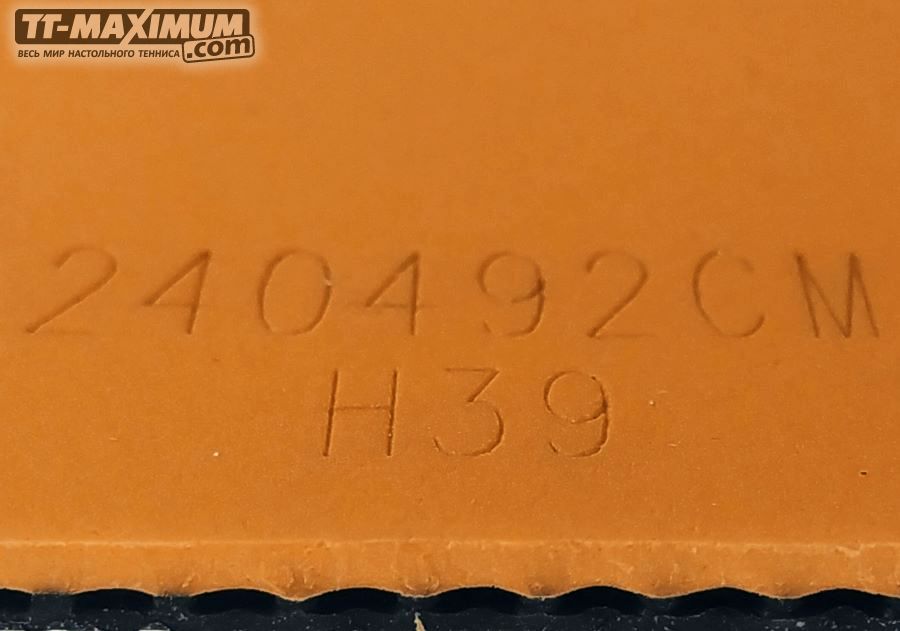 TT-MAXIMUM
.com
ВЕСЬ МИР НАСТОЛЬНОГО ТЕННИСА
240492CM
H39